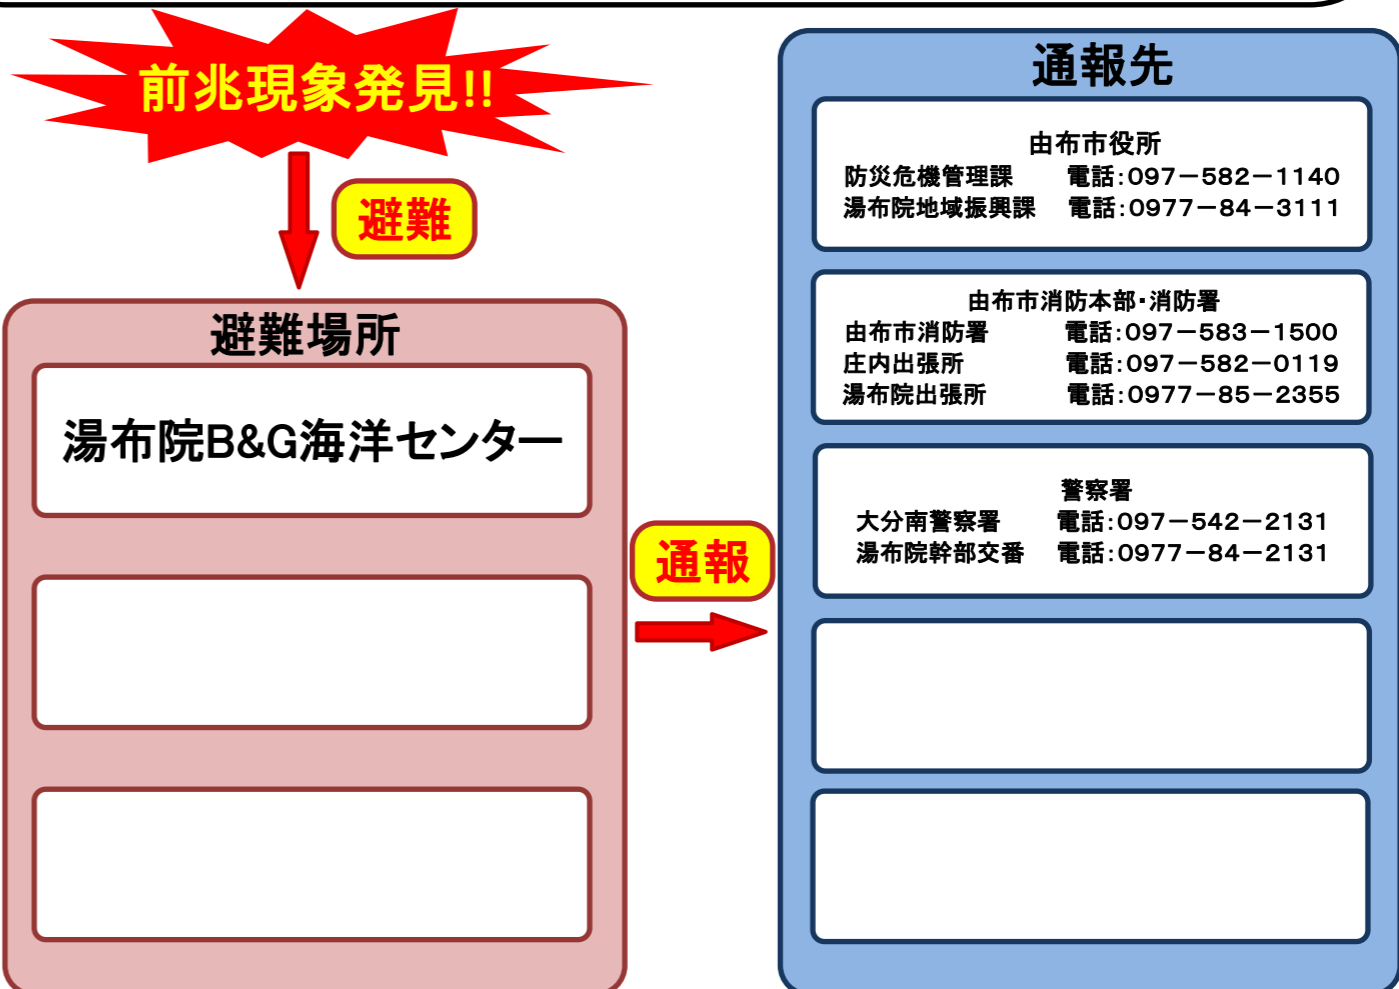 前兆現象発見!!
避難
避難場所
湯布院B&G海洋センター
通報
通報先
由布市役所
防災危機管理課 電話:097-582-1140
湯布院地域振興課 電話:0977-84-3111
由布市消防本部・消防署
由布市消防署 電話:097-583-1500
庄内出張所 電話:097-582-0119
湯布院出張所 電話:0977-85-2355
警察署
大分南警察署 電話:097-542-2131
湯布院幹部交番 電話:0977-84-2131